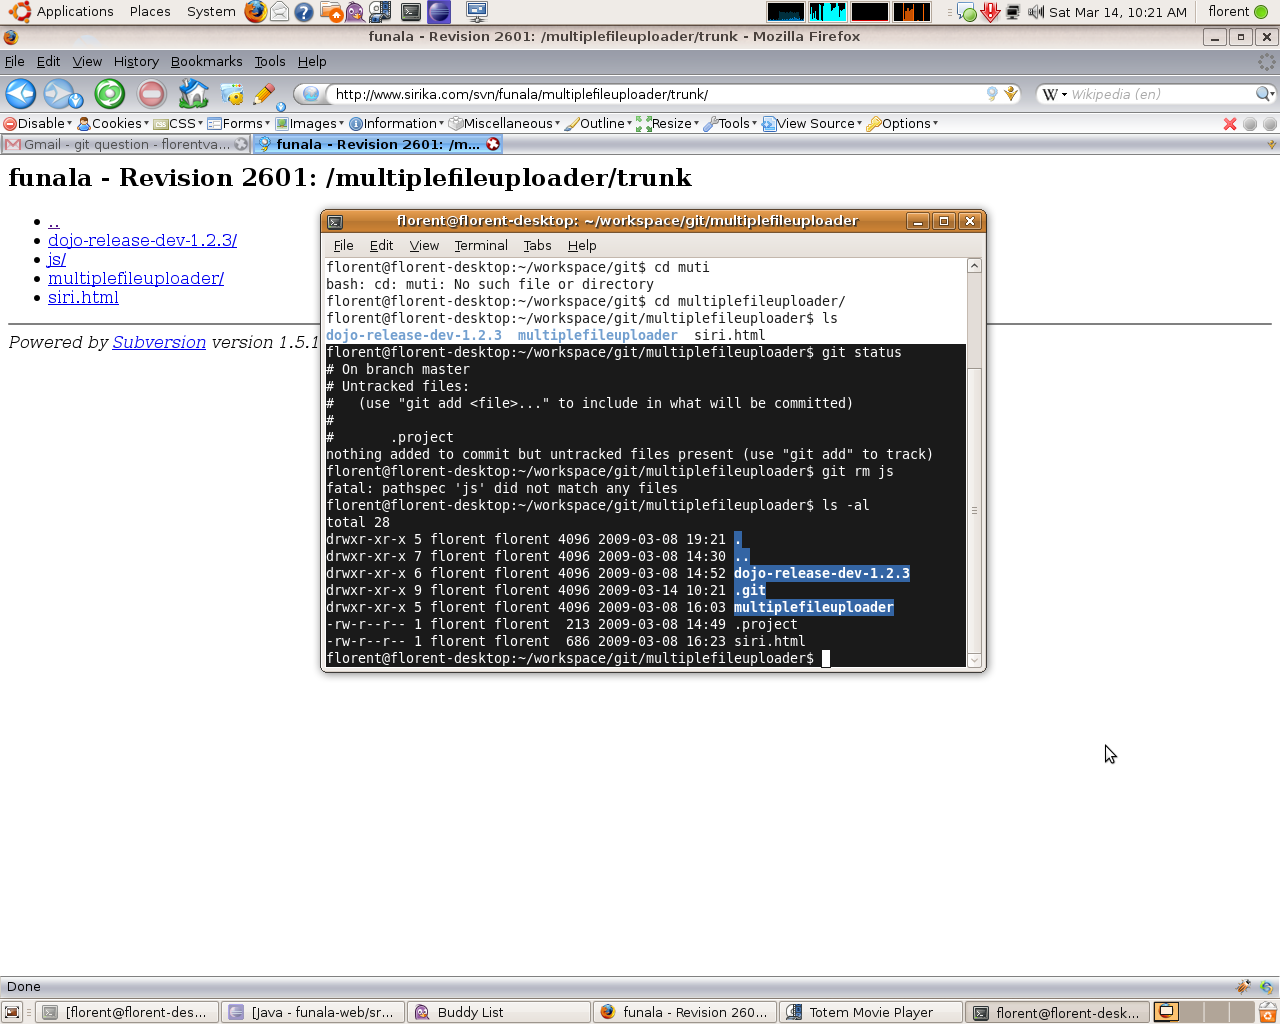 Applications Places System
Sat Mar 14, 10:21 AM florent
funala - Revision 2601: /multiplefileuploader/trunk - Mozilla Firefox
File Edit View History Bookmarks Tools Help
http://www.sirika.com/svn/funala/multiplefileuploader/trunk/
W Wikipedia (en)
Disable Cookies CSS Forms Images Information Miscellaneous Outline Resize Tools View Source Options
Gmail - git question - florentva...
funala - Revision 2601: /m...
funala - Revision 2601: /multiplefileuploader/trunk
..
dojo-release-dev-1.2.3/
js/
multiplefileuploader/
siri.html
Powered by Subversion version 1.5.1
florent@florent-desktop: ~/workspace/git/multiplefileuploader
File Edit View Terminal Tabs Help
florent@florent-desktop:~/workspace/git$ cd muti
bash: cd: muti: No such file or directory
florent@florent-desktop:~/workspace/git$ cd multiplefileuploader/
florent@florent-desktop:~/workspace/git/multiplefileuploader$ ls
dojo-release-dev-1.2.3  multiplefileuploader  siri.html
florent@florent-desktop:~/workspace/git/multiplefileuploader$ git status
# On branch master
# Untracked files:
#   (use "git add <file>..." to include in what will be committed)
#
#       .project
nothing added to commit but untracked files present (use "git add" to track)
florent@florent-desktop:~/workspace/git/multiplefileuploader$ git rm js
fatal: pathspec 'js' did not match any files
florent@florent-desktop:~/workspace/git/multiplefileuploader$ ls -al
total 28
drwxr-xr-x 5 florent florent 4096 2009-03-08 19:21 .
drwxr-xr-x 7 florent florent 4096 2009-03-08 14:30 ..
drwxr-xr-x 6 florent florent 4096 2009-03-08 14:52 dojo-release-dev-1.2.3
drwxr-xr-x 9 florent florent 4096 2009-03-14 10:21 .git
drwxr-xr-x 5 florent florent 4096 2009-03-08 16:03 multiplefileuploader
-rw-r--r-- 1 florent florent  213 2009-03-08 14:49 .project
-rw-r--r-- 1 florent florent  686 2009-03-08 16:23 siri.html
florent@florent-desktop:~/workspace/git/multiplefileuploader$
Done
[florent@florent-des...
[Java - funala-web/sr...
Buddy List
funala - Revision 260...
Totem Movie Player
florent@florent-desk...